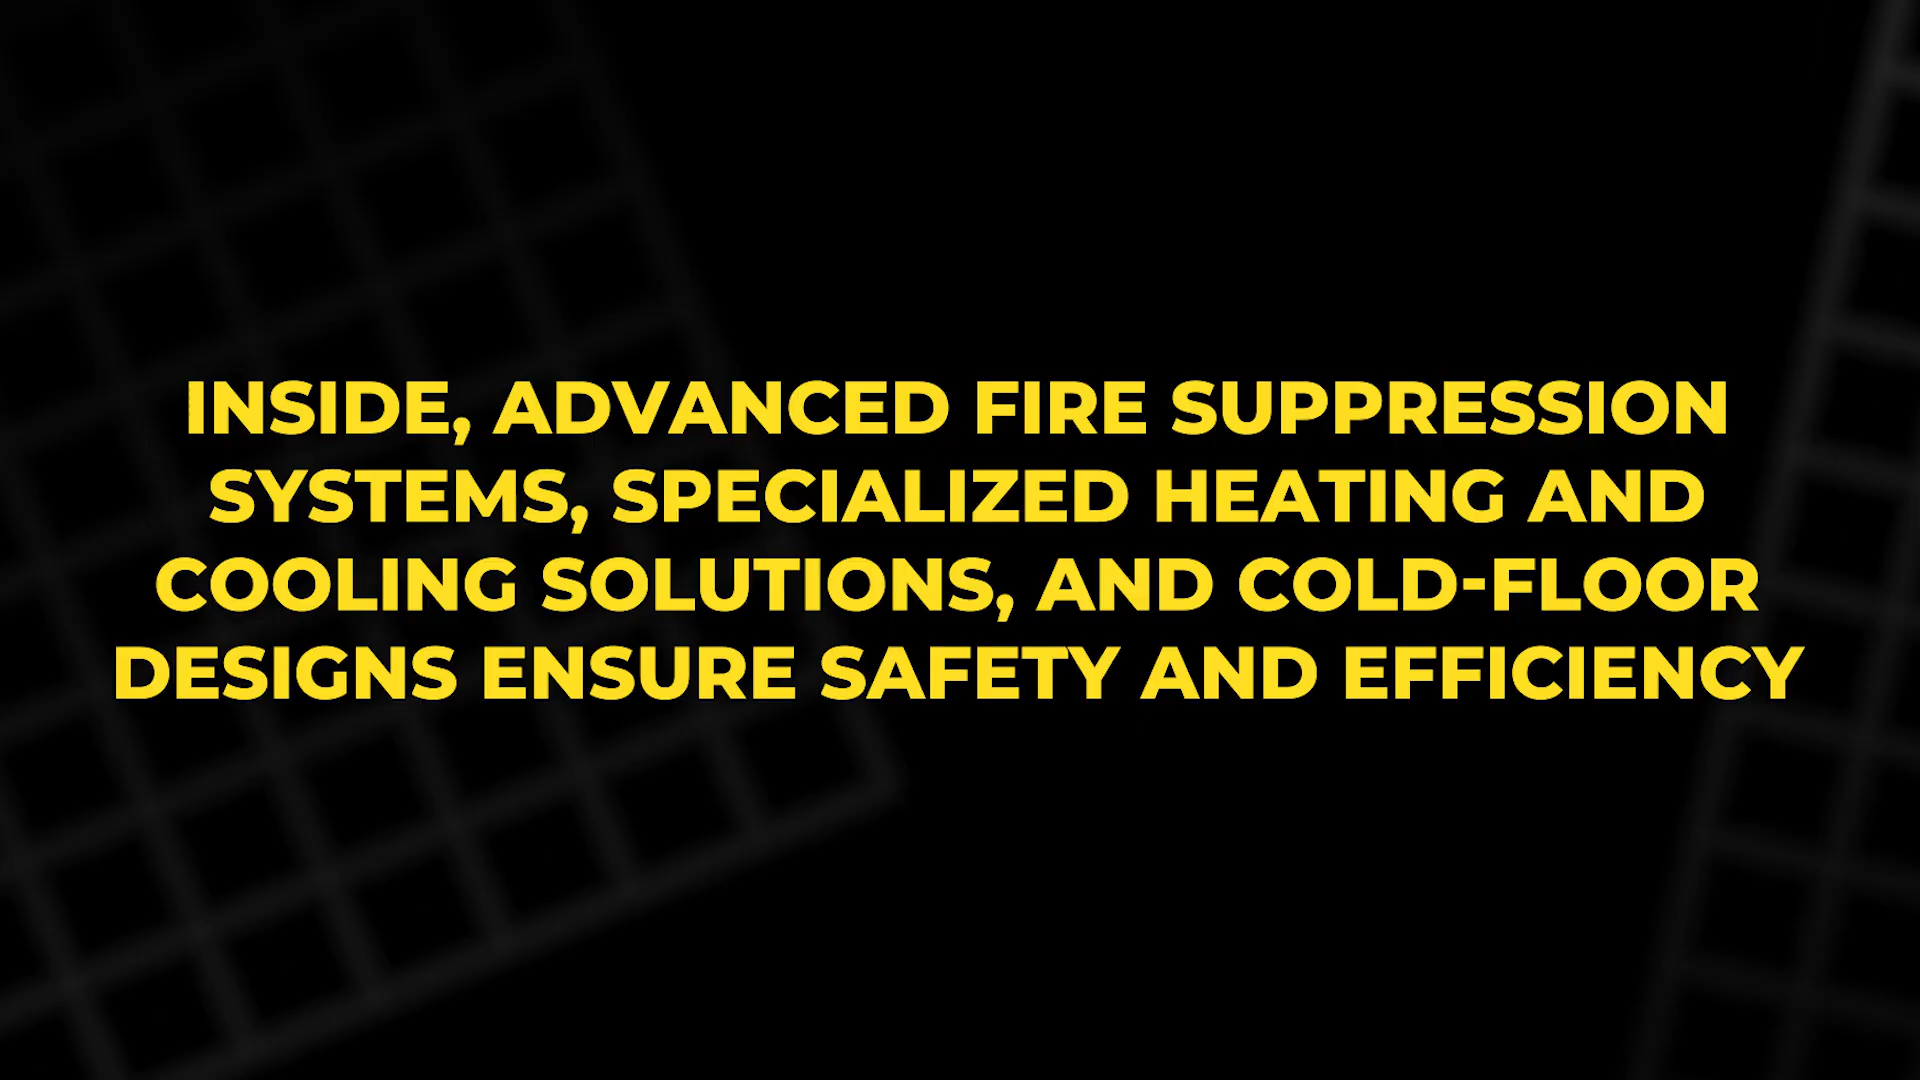 INSIDE, ADVANCED FIRE SUPPRESSION
SYSTEMS, SPECIALIZED HEATING AND
COOLING SOLUTIONS, AND COLD-FLOOR
DESIGNS ENSURE SAFETY AND EFFICIENCY